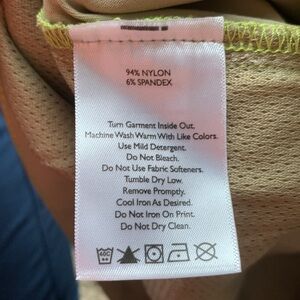 94% NYLON
6% SPANDEX
Turn Garment Inside Out.
Machine Wash Warm With Like Colors.
Use Mild Detergent.
Do Not Bleach.
Do Not Use Fabric Softeners.
Tumble Dry Low.
Remove Promptly.
Cool Iron As Desired.
Do Not Iron On Print.
Do Not Dry Clean.